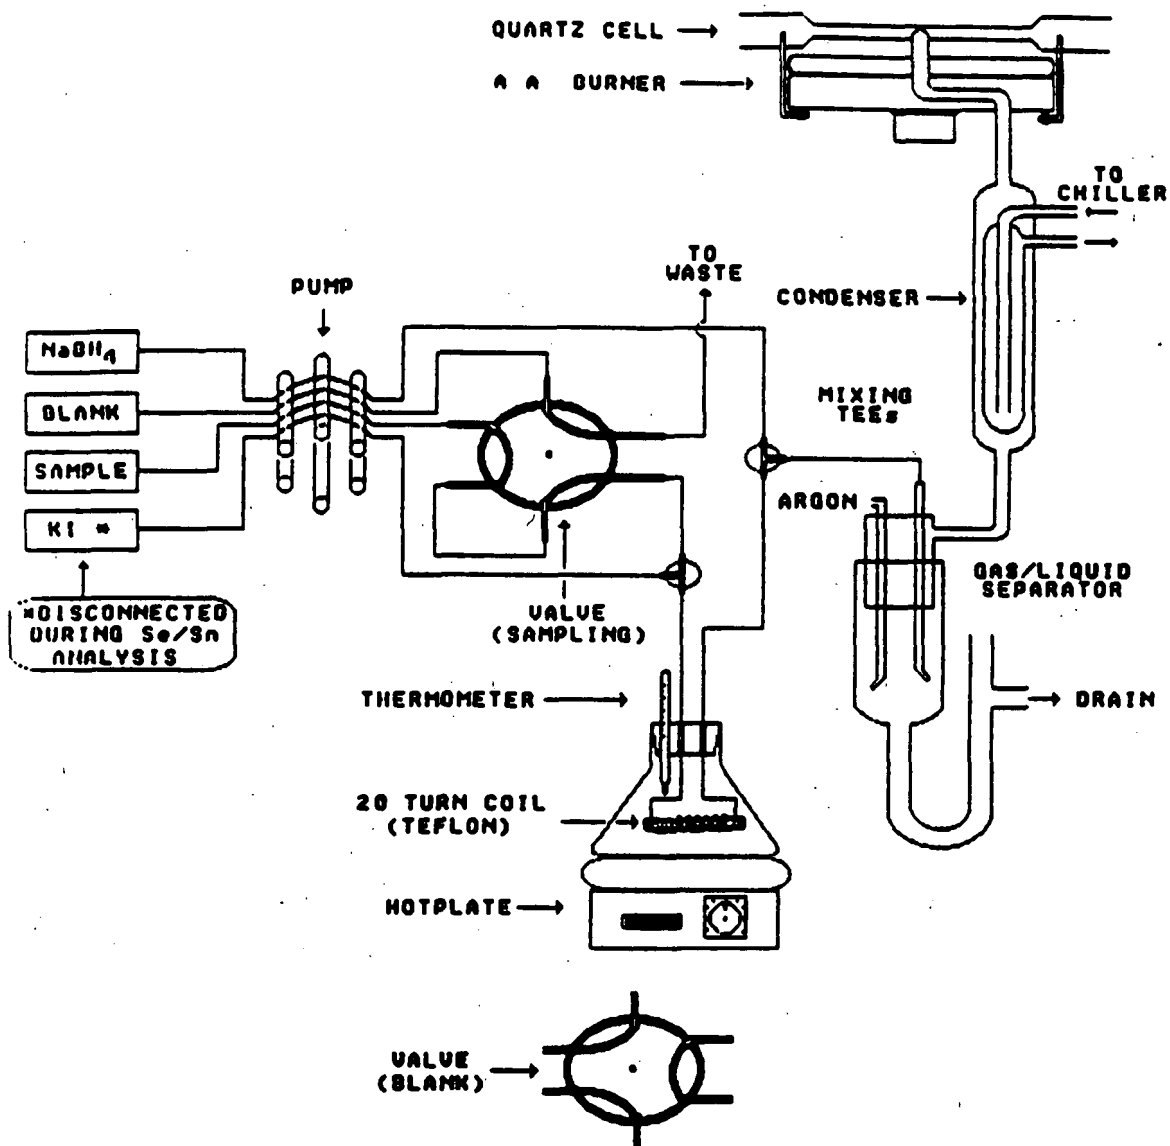 QUARTZ CELL
A A BURNER
TO
CHILLER
TO
WASTE
PUMP
CONDENSER
NaBH4
BLANK
MIXING
TEEs
SAMPLE
ARGON
KI *
GAS/LIQUID
SEPARATOR
*DISCONNECTED
DURING Se/Sn
ANALYSIS
VALVE
(SAMPLING)
THERMOMETER
DRAIN
20 TURN COIL
(TEFLON)
HOTPLATE
VALVE
(BLANK)